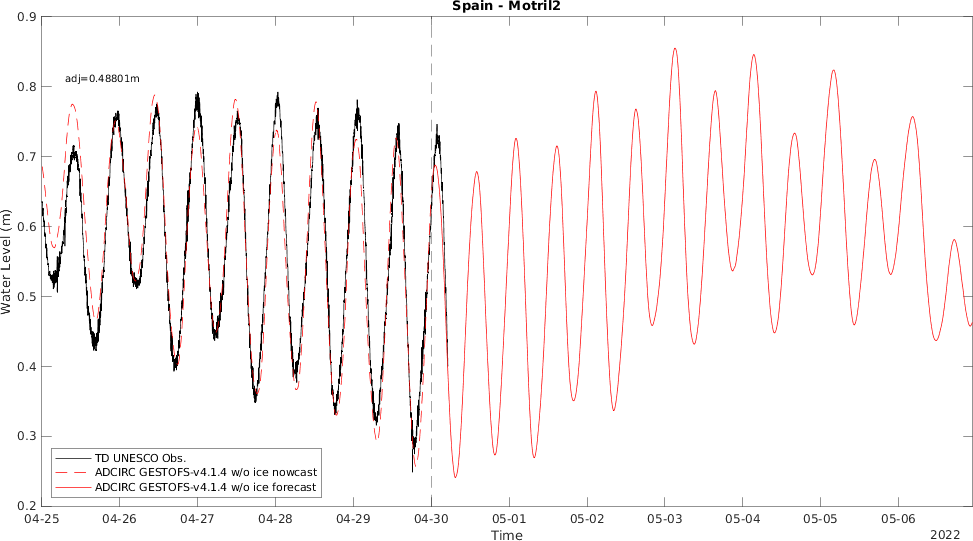 Spain - Motril2
0.9
0.8
0.7
0.6
0.5
0.4
0.3
0.2
Water Level (m)
adj=0.48801m
TD UNESCO Obs.
ADCIRC GESTOFS-v4.1.4 w/o ice nowcast
ADCIRC GESTOFS-v4.1.4 w/o ice forecast
04-25 04-26 04-27 04-28 04-29 04-30 05-01 05-02 05-03 05-04 05-05 05-06
Time
2022